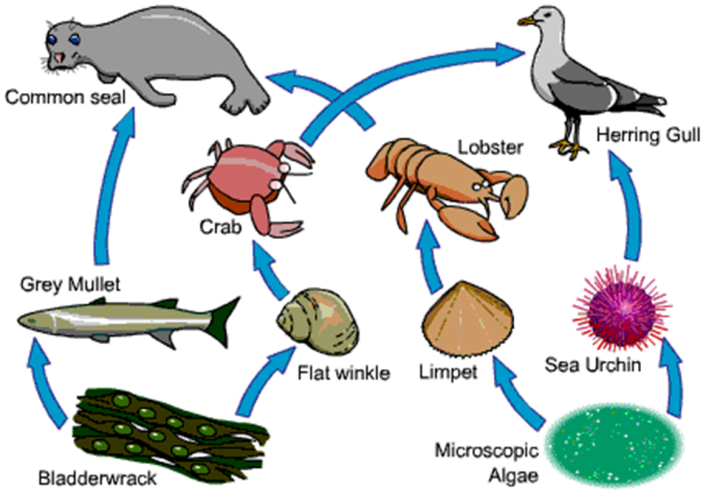 Common seal
Herring Gull
Lobster
Crab
Grey Mullet
Flat winkle
Limpet
Sea Urchin
Microscopic
Algae
Bladderwrack